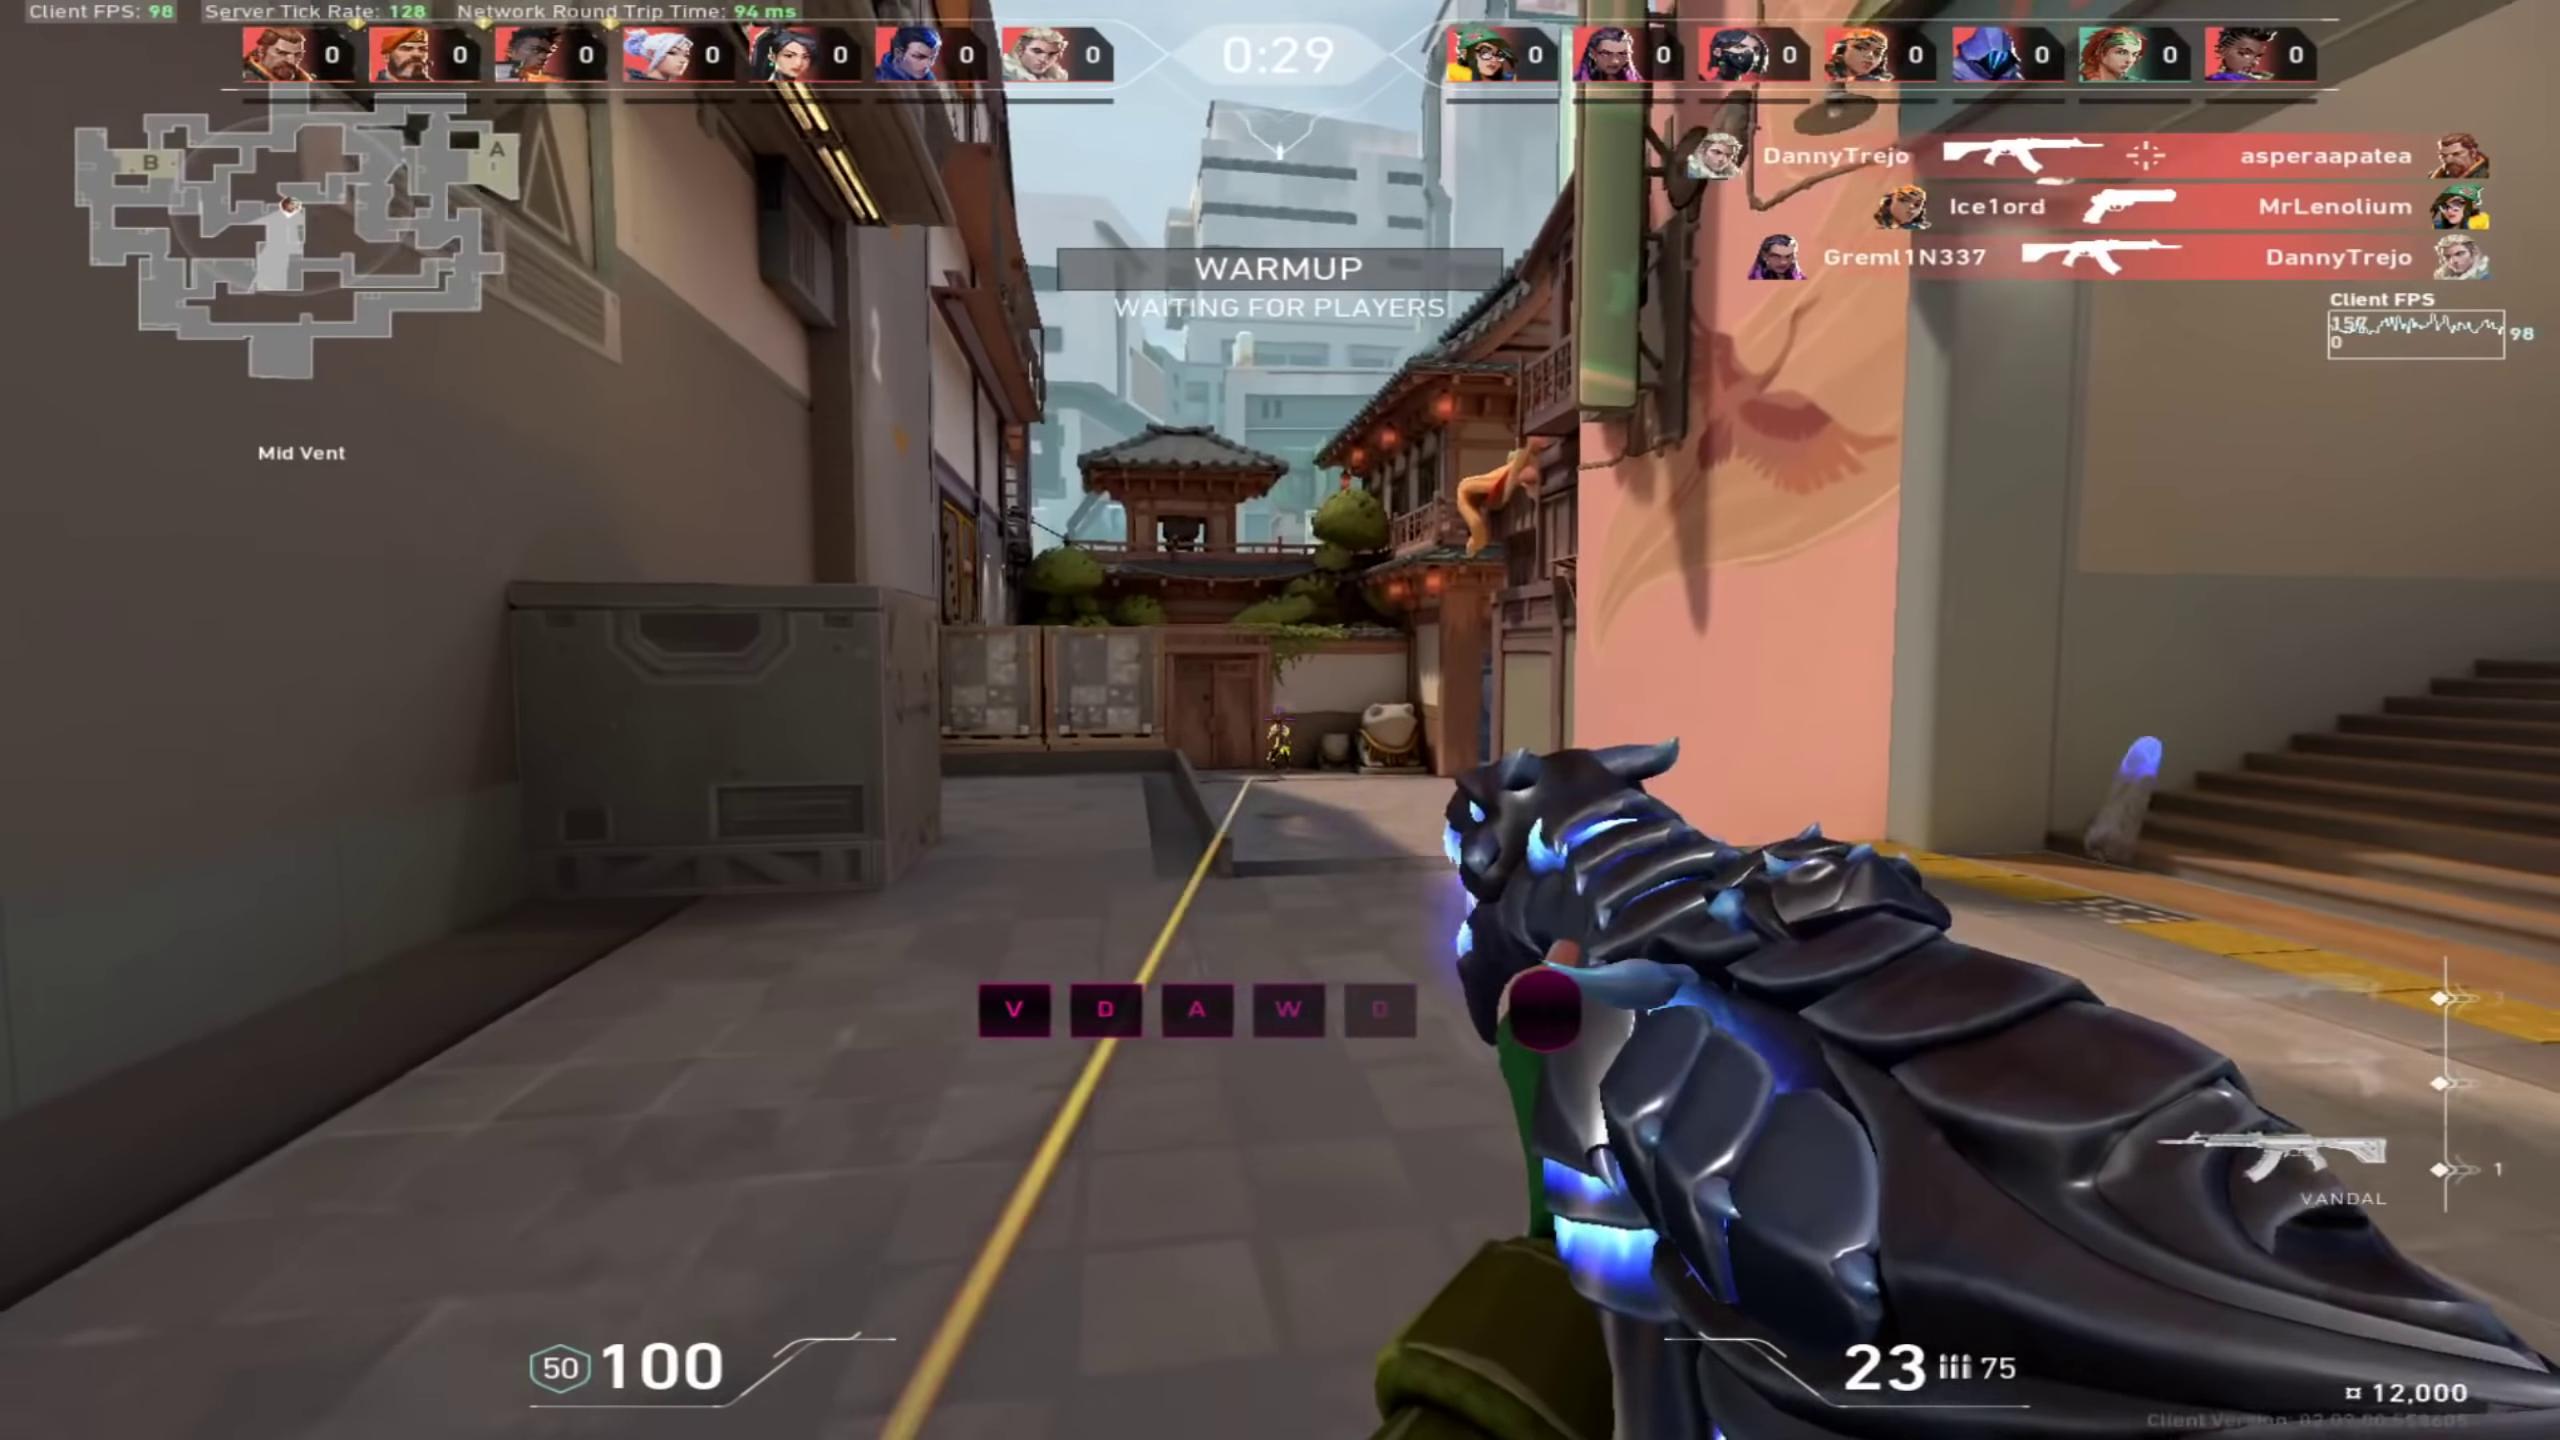 Client FPS: 98 Server Tick Rate: 128 Network Round Trip Time: 94 ms
0 0 0 0 0 0 0 0:29 0 0 0 0 0 0 0
B A
DannyTrejo asperaapatea
Ice1ord MrLenolium
Greml1N337 DannyTrejo
WARMUP
WAITING FOR PLAYERS
Client FPS
157
98
0
Mid Vent
V D A W D
1
VANDAL
50 100
23 75
¤ 12,000